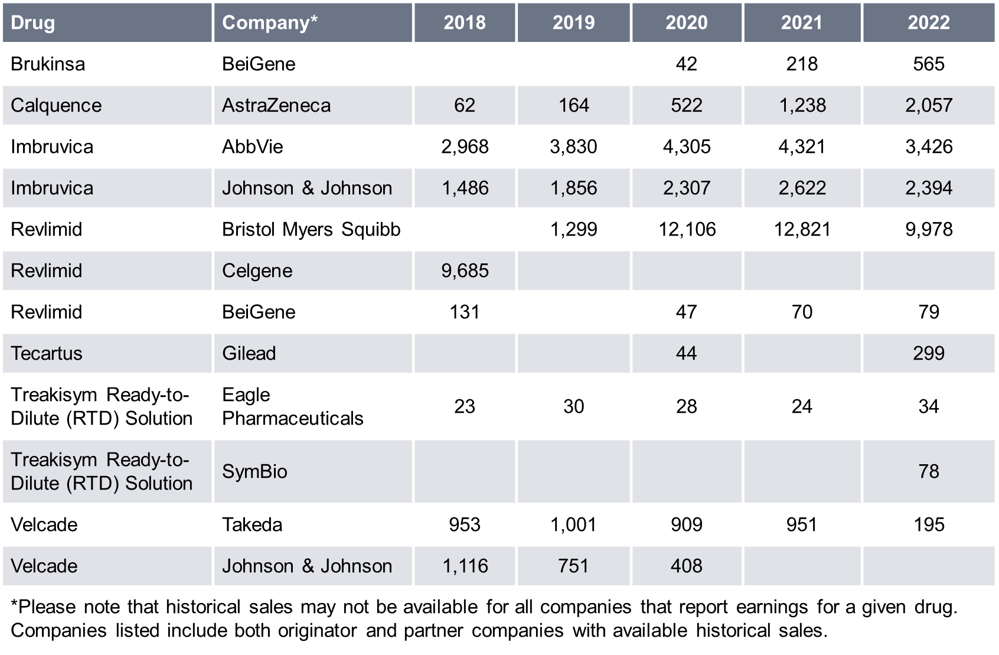 Drug Company* 2018 2019 2020 2021 2022
Brukinsa BeiGene 42 218 565
Calquence AstraZeneca 62 164 522 1,238 2,057
Imbruvica AbbVie 2,968 3,830 4,305 4,321 3,426
Imbruvica Johnson & Johnson 1,486 1,856 2,307 2,622 2,394
Revlimid Bristol Myers Squibb 1,299 12,106 12,821 9,978
Revlimid Celgene 9,685
Revlimid BeiGene 131 47 70 79
Tecartus Gilead 44 299
Treakisym Ready-to- Eagle
Dilute (RTD) Solution Pharmaceuticals 23 30 28 24 34
Treakisym Ready-to-
Dilute (RTD) Solution SymBio 78
Velcade Takeda 953 1,001 909 951 195
Velcade Johnson & Johnson 1,116 751 408
*Please note that historical sales may not be available for all companies that report earnings for a given drug.
Companies listed include both originator and partner companies with available historical sales.